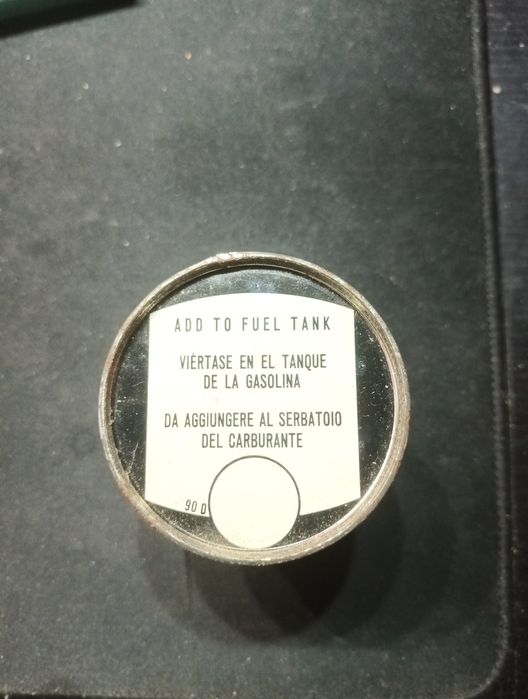 ADD TO FUEL TANK
VIÉRTASE EN EL TANQUE
DE LA GASOLINA
DA AGGIUNGERE AL SERBATOIO
DEL CARBURANTE
90 D